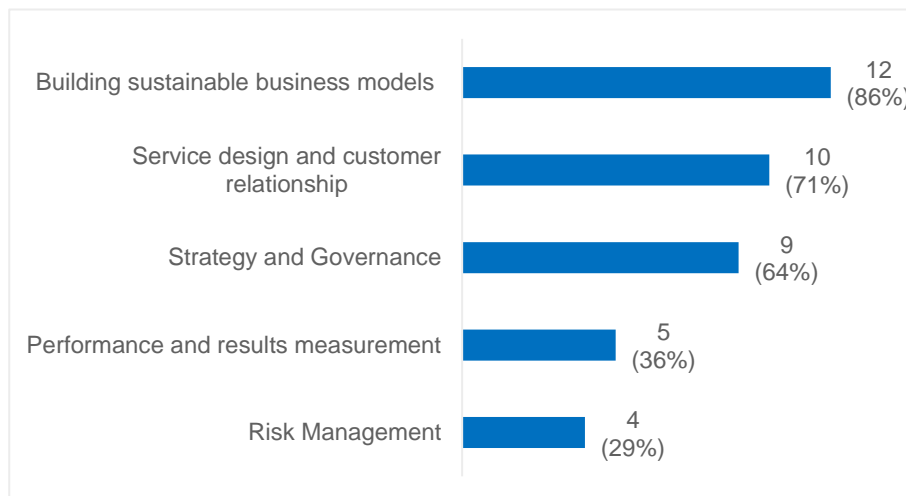 Building sustainable business models
12
(86%)
Service design and customer
relationship
10
(71%)
Strategy and Governance
9
(64%)
Performance and results measurement
5
(36%)
Risk Management
4
(29%)